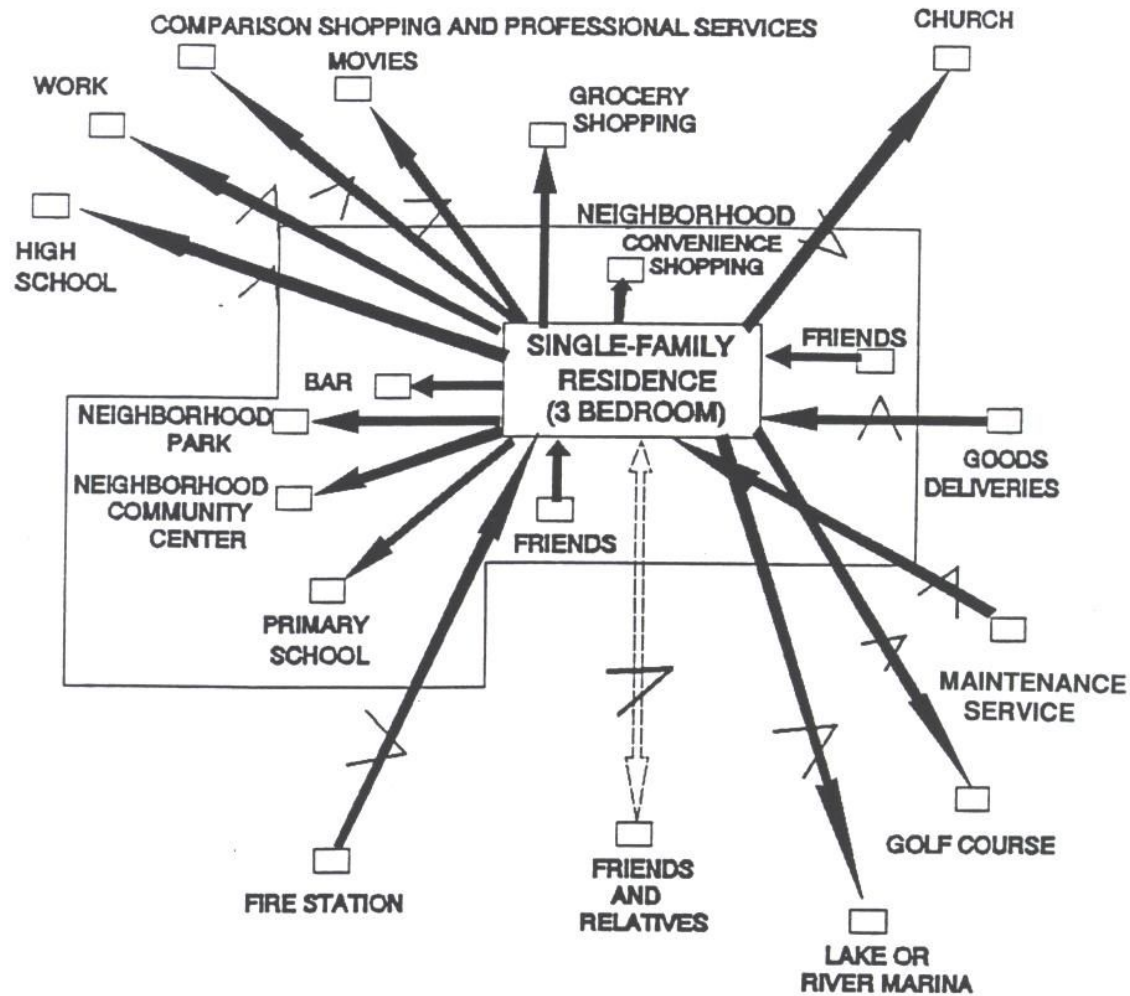 COMPARISON SHOPPING AND PROFESSIONAL SERVICES
CHURCH
MOVIES
WORK
GROCERY
SHOPPING
NEIGHBORHOOD
CONVENIENCE
SHOPPING
HIGH
SCHOOL
SINGLE-FAMILY
RESIDENCE
(3 BEDROOM)
FRIENDS
BAR
NEIGHBORHOOD
PARK
GOODS
DELIVERIES
NEIGHBORHOOD
COMMUNITY
CENTER
FRIENDS
PRIMARY
SCHOOL
MAINTENANCE
SERVICE
GOLF COURSE
FIRE STATION
FRIENDS
AND
RELATIVES
LAKE OR
RIVER MARINA